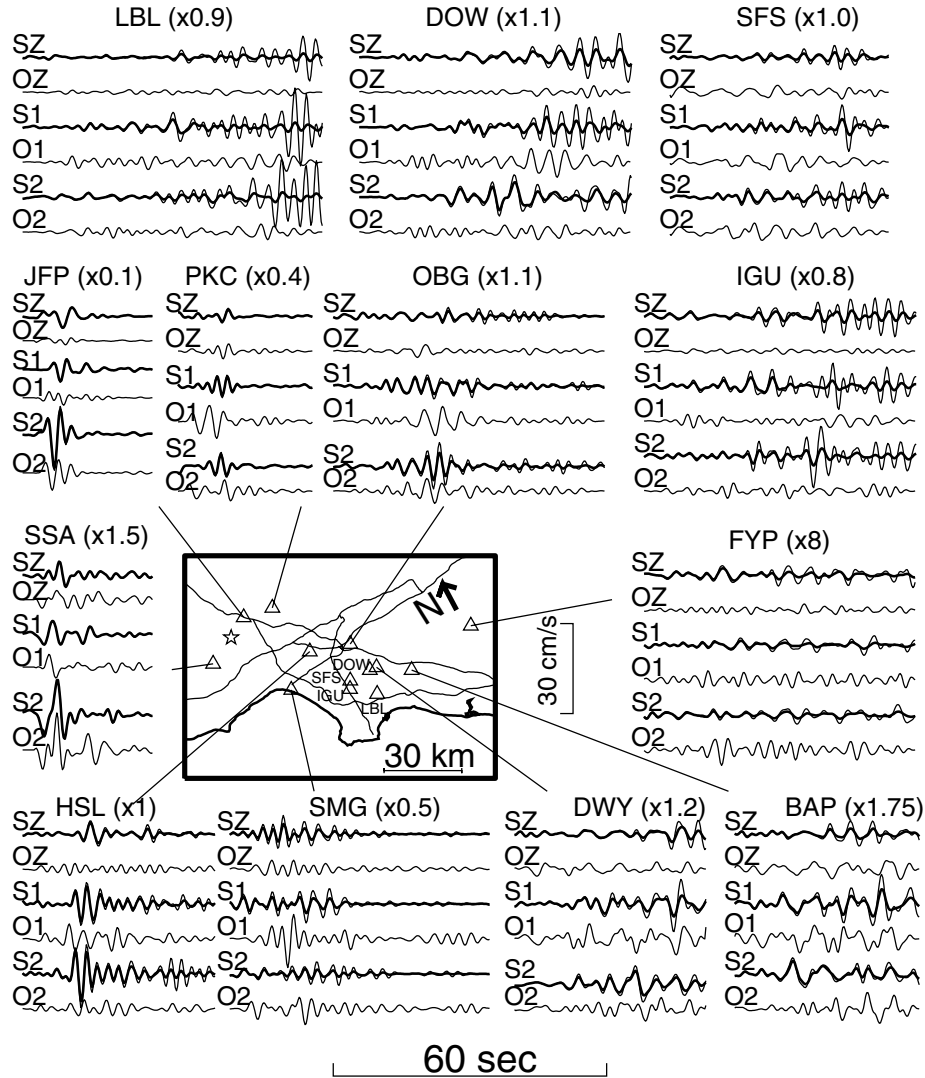 LBL (x0.9)
SZ
OZ
S1
O1
S2
O2
DOW (x1.1)
SZ
OZ
S1
O1
S2
O2
SFS (x1.0)
SZ
OZ
S1
O1
S2
O2
JFP (x0.1)
SZ
OZ
S1
O1
S2
O2
PKC (x0.4)
SZ
OZ
S1
O1
S2
O2
OBG (x1.1)
SZ
OZ
S1
O1
S2
O2
IGU (x0.8)
SZ
OZ
S1
O1
S2
O2
SSA (x1.5)
SZ
OZ
S1
O1
S2
O2
N
DOW
SFS
IGU
LBL
30 km
30 cm/s
FYP (x8)
SZ
OZ
S1
O1
S2
O2
HSL (x1)
SZ
OZ
S1
O1
S2
O2
SMG (x0.5)
SZ
OZ
S1
O1
S2
O2
DWY (x1.2)
SZ
OZ
S1
O1
S2
O2
BAP (x1.75)
SZ
OZ
S1
O1
S2
O2
60 sec